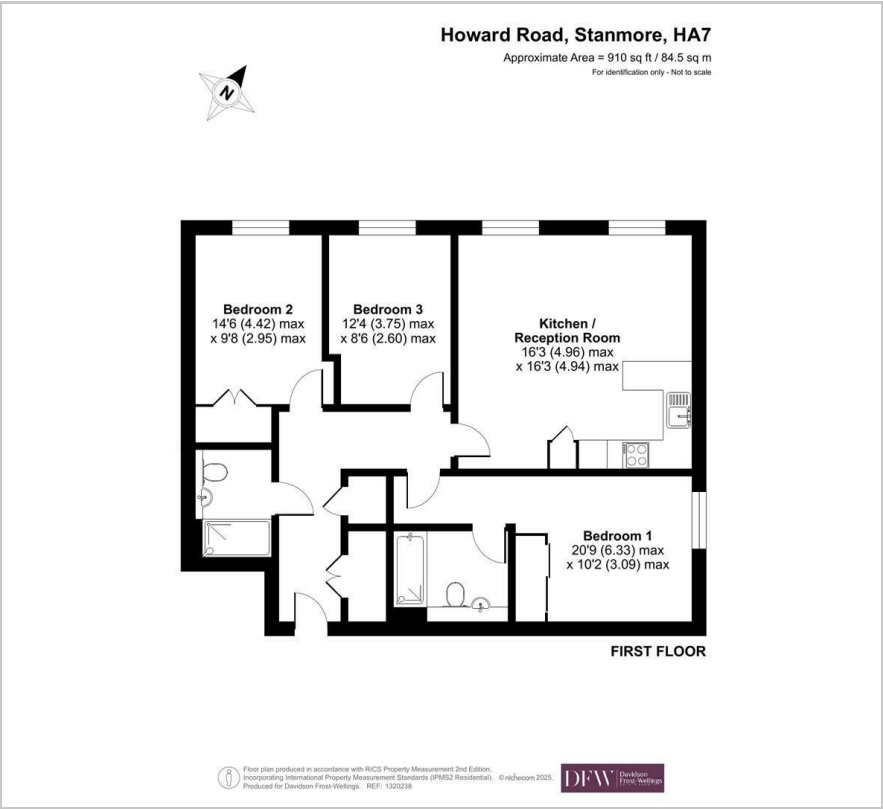 Howard Road, Stanmore, HA7
Approximate Area = 910 sq ft / 84.5 sq m
For identification only - Not to scale
N
Bedroom 2
14'6 (4.42) max
x 9'8 (2.95) max
Bedroom 3
12'4 (3.75) max
x 8'6 (2.60) max
Kitchen /
Reception Room
16'3 (4.96) max
x 16'3 (4.94) max
Bedroom 1
20'9 (6.33) max
x 10'2 (3.09) max
FIRST FLOOR
Floor plan produced in accordance with RICS Property Measurement 2nd Edition,
Incorporating International Property Measurement Standards (IPMS2 Residential). © nichecom 2025.
Produced for Davidson Frost-Wellings. REF: 1320238
DFW
Davidson
Frost-Wellings